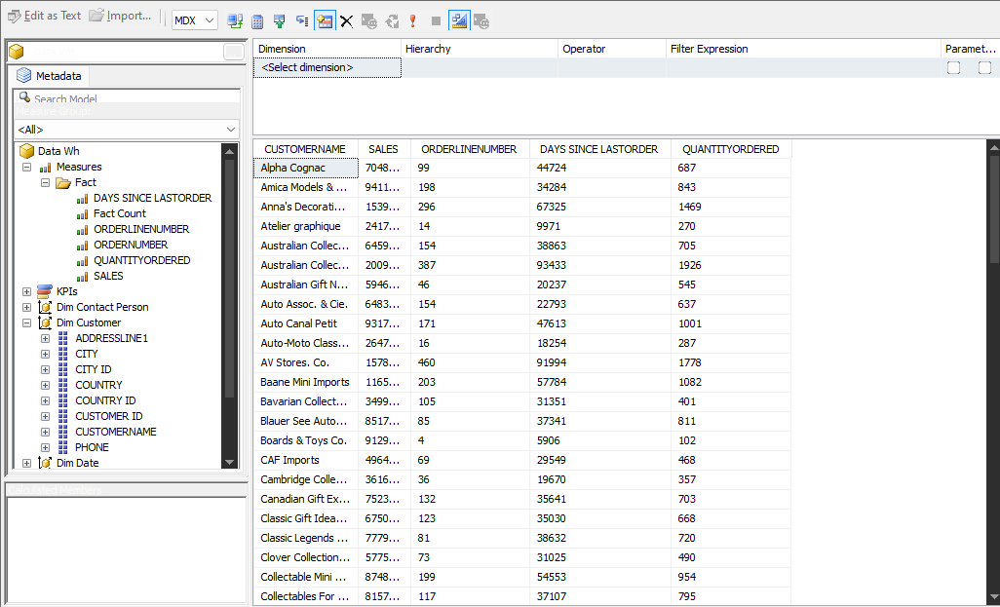 Edit as Text Import... MDX
Metadata
Search Model
Measure Group:
<All>
Data Wh
Measures
Fact
DAYS SINCE LASTORDER
Fact Count
ORDERLINENUMBER
ORDERNUMBER
QUANTITYORDERED
SALES
KPIs
Dim Contact Person
Dim Customer
ADDRESSLINE1
CITY
CITY ID
COUNTRY
COUNTRY ID
CUSTOMER ID
CUSTOMERNAME
PHONE
Dim Date
Calculated Members
Dimension Hierarchy Operator Filter Expression Paramet...
<Select dimension>
CUSTOMERNAME SALES ORDERLINENUMBER DAYS SINCE LASTORDER QUANTITYORDERED
Alpha Cognac 7048... 99 44724 687
Amica Models & ... 9411... 198 34284 843
Anna's Decorati... 1539... 296 67325 1469
Atelier graphique 2417... 14 9971 270
Australian Collec... 6459... 154 38863 705
Australian Collec... 2009... 387 93433 1926
Australian Gift N... 5946... 46 20237 545
Auto Assoc. & Cie. 6483... 154 22793 637
Auto Canal Petit 9317... 171 47613 1001
Auto-Moto Class... 2647... 16 18254 287
AV Stores. Co. 1578... 460 91994 1778
Baane Mini Imports 1165... 203 57784 1082
Bavarian Collect... 3499... 105 31351 401
Blauer See Auto... 8517... 85 37341 811
Boards & Toys Co. 9129... 4 5906 102
CAF Imports 4964... 69 29549 468
Cambridge Colle... 3616... 36 19670 357
Canadian Gift Ex... 7523... 132 35641 703
Classic Gift Idea... 6750... 123 35030 668
Classic Legends ... 7779... 81 38632 720
Clover Collection... 5775... 73 31025 490
Collectable Mini ... 8748... 199 54553 954
Collectables For ... 8157... 117 37107 795